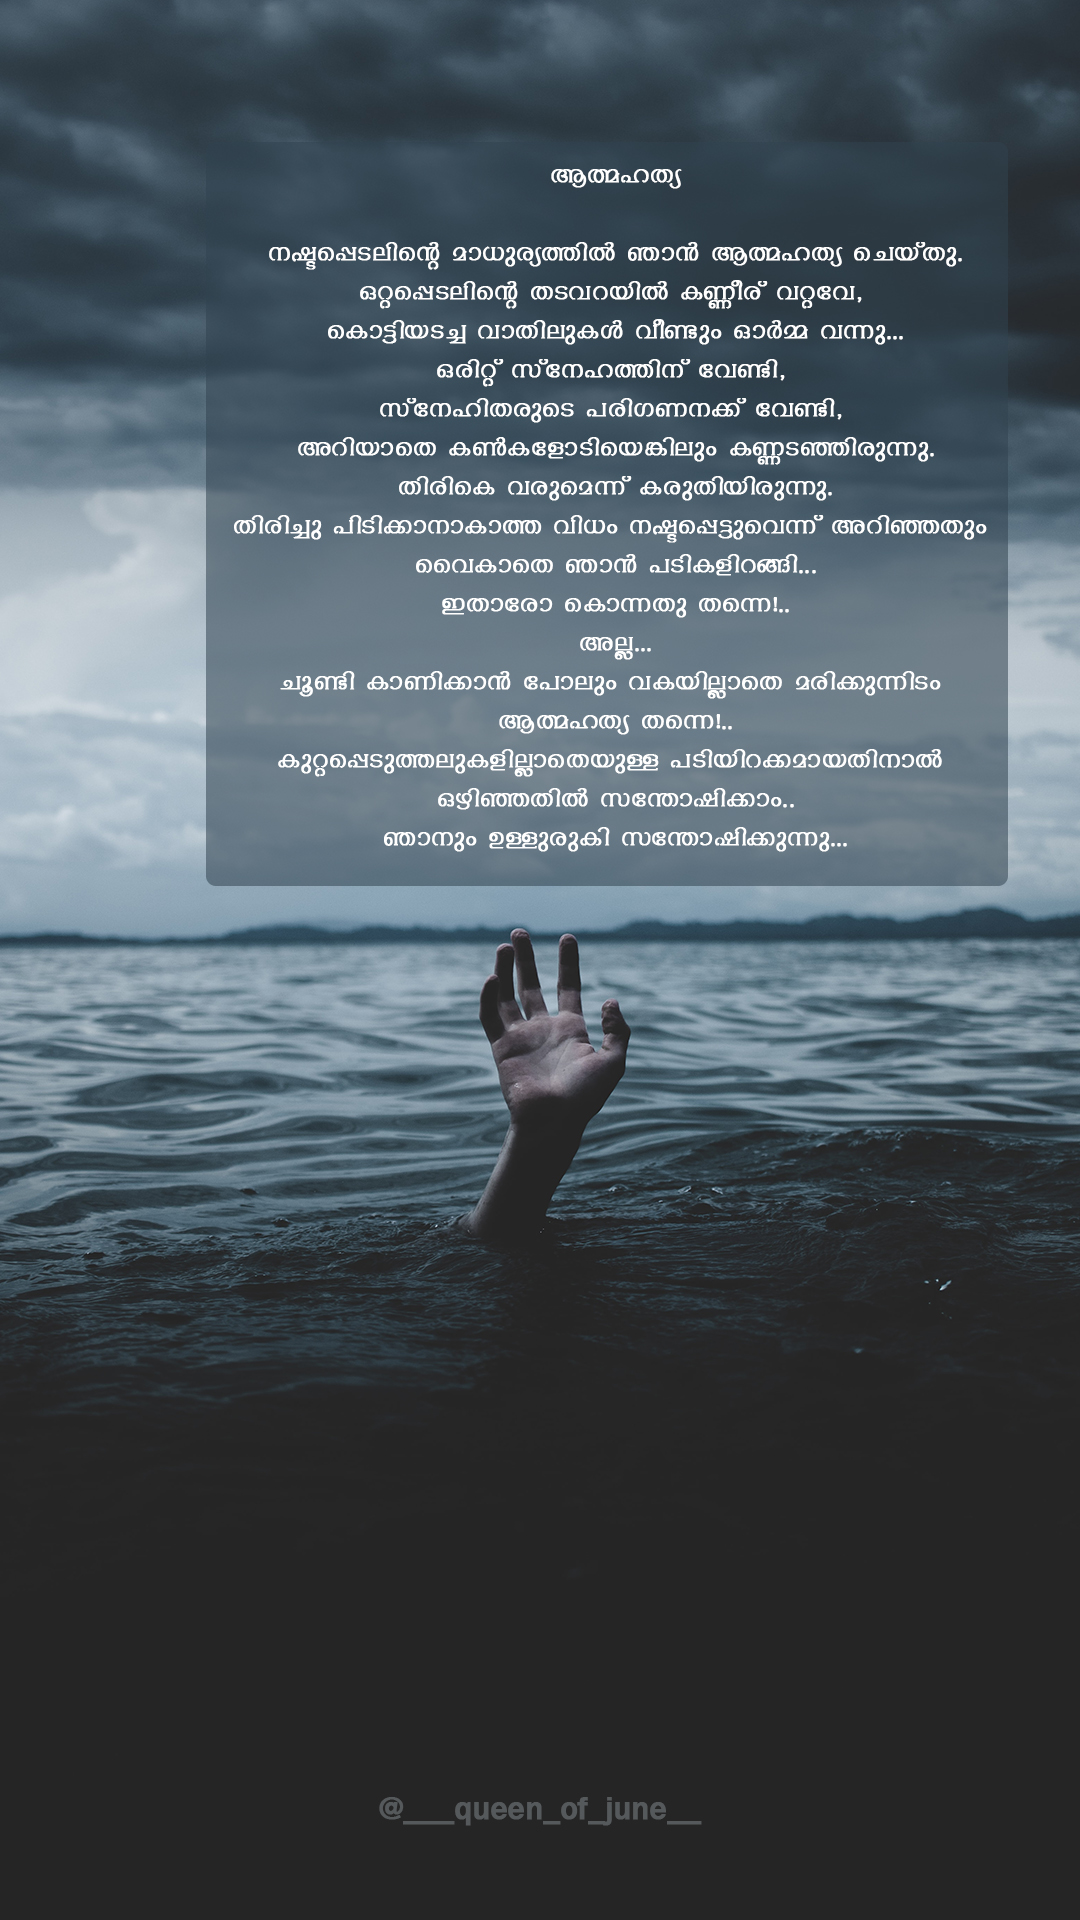 ആത്മഹത്യ
നഷ്ടപ്പെടലിന്റെ മാധുര്യത്തിൽ ഞാൻ ആത്മഹത്യ ചെയ്തു.
ഒറ്റപ്പെടലിന്റെ തടവറയിൽ കണ്ണീര് വറ്റവേ,
കൊട്ടിയടച്ച വാതിലുകൾ വീണ്ടും ഓർമ്മ വന്നു...
ഒരിറ്റ് സ്നേഹത്തിന് വേണ്ടി,
സ്നേഹിതരുടെ പരിഗണനക്ക് വേണ്ടി,
അറിയാതെ കൺകളോടിയെങ്കിലും കണ്ണടഞ്ഞിരുന്നു.
തിരികെ വരുമെന്ന് കരുതിയിരുന്നു.
തിരിച്ചു പിടിക്കാനാകാത്ത വിധം നഷ്ടപ്പെട്ടുവെന്ന് അറിഞ്ഞതും
വൈകാതെ ഞാൻ പടികളിറങ്ങി...
ഇതാരോ കൊന്നതു തന്നെ!..
അല്ല...
ചൂണ്ടി കാണിക്കാൻ പോലും വകയില്ലാതെ മരിക്കുന്നിടം
ആത്മഹത്യ തന്നെ!..
കുറ്റപ്പെടുത്തലുകളില്ലാതെയുള്ള പടിയിറക്കമായതിനാൽ
ഒഴിഞ്ഞതിൽ സന്തോഷിക്കാം..
ഞാനും ഉള്ളുരുകി സന്തോഷിക്കുന്നു...
@___queen_of_june__